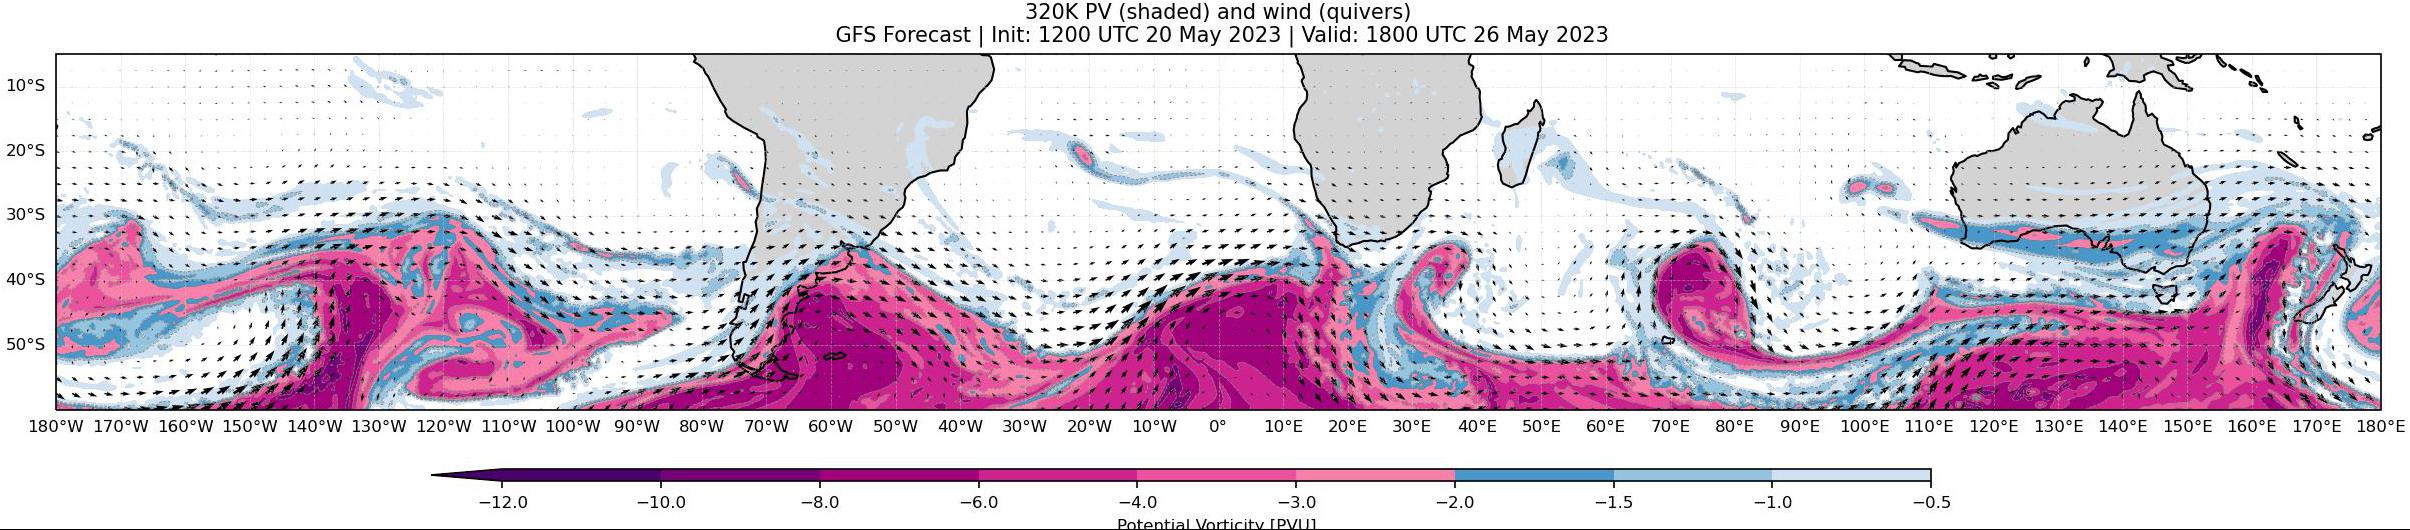 320K PV (shaded) and wind (quivers)
GFS Forecast | Init: 1200 UTC 20 May 2023 | Valid: 1800 UTC 26 May 2023
10°S
20°S
30°S
40°S
50°S
180°W 170°W 160°W 150°W 140°W 130°W 120°W 110°W 100°W 90°W 80°W 70°W 60°W 50°W 40°W 30°W 20°W 10°W 0° 10°E 20°E 30°E 40°E 50°E 60°E 70°E 80°E 90°E 100°E 110°E 120°E 130°E 140°E 150°E 160°E 170°E 180°E
−12.0 −10.0 −8.0 −6.0 −4.0 −3.0 −2.0 −1.5 −1.0 −0.5
Potential Vorticity [PVU]